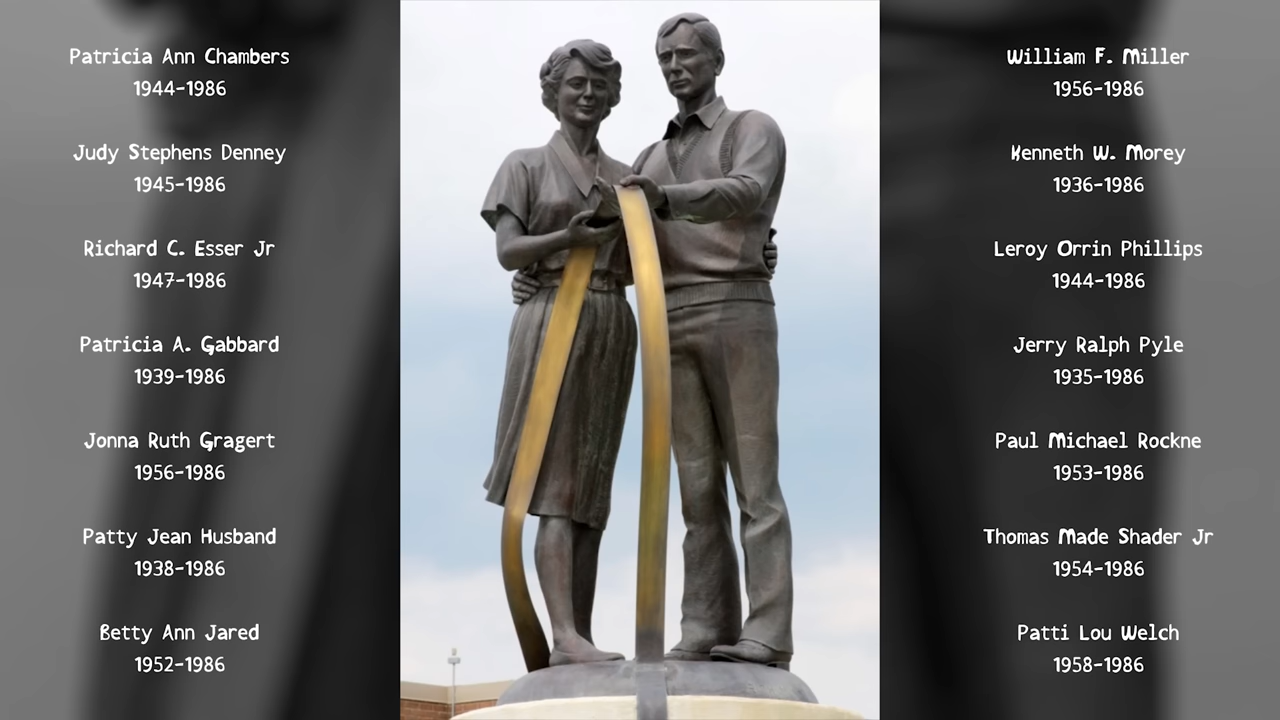 Patricia Ann Chambers
1944-1986
Judy Stephens Denney
1945-1986
Richard C. Esser Jr
1947-1986
Patricia A. Gabbard
1939-1986
Jonna Ruth Gragert
1956-1986
Patty Jean Husband
1938-1986
Betty Ann Jared
1952-1986
William F. Miller
1956-1986
Kenneth W. Morey
1936-1986
Leroy Orrin Phillips
1944-1986
Jerry Ralph Pyle
1935-1986
Paul Michael Rockne
1953-1986
Thomas Made Shader Jr
1954-1986
Patti Lou Welch
1958-1986